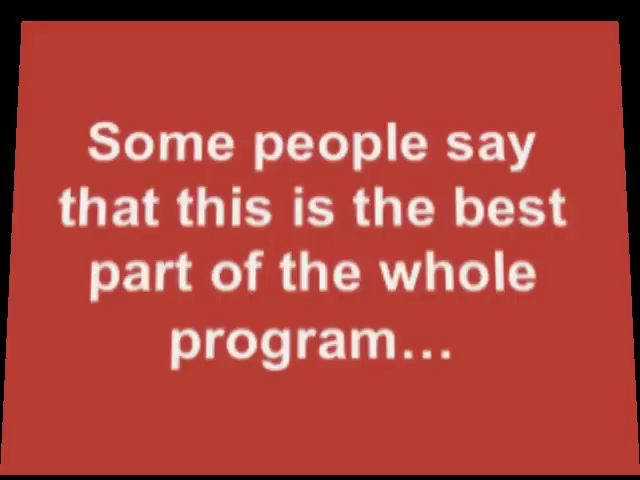 Some people say
that this is the best
part of the whole
program…